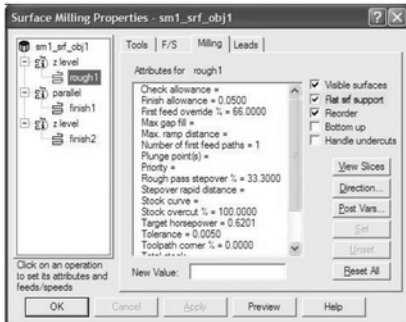 Surface Milling Properties - sm1_srf_obj1
sm1_srf_obj1
z level
rough1
parallel
finish1
z level
finish2
Click on an operation
to set its attributes and
feeds/speeds
Tools F/S Milling Leads
Attributes for rough1
Check allowance =
Finish allowance = 0.0500
First feed override % = 66.0000
Max gap fill =
Max. ramp distance =
Number of first feed paths = 1
Plunge point(s) =
Priority =
Rough pass stepover % = 33.3000
Stepover rapid distance =
Stock curve =
Stock overcut % = 100.0000
Target horsepower = 0.6201
Tolerance = 0.0050
Toolpath corner % = 0.0000
Total stock
New Value:
Visible surfaces
Flat srf support
Reorder
Bottom up
Handle undercuts
View Slices
Direction...
Post Vars...
Set
Unset
Reset All
OK Cancel Apply Preview Help